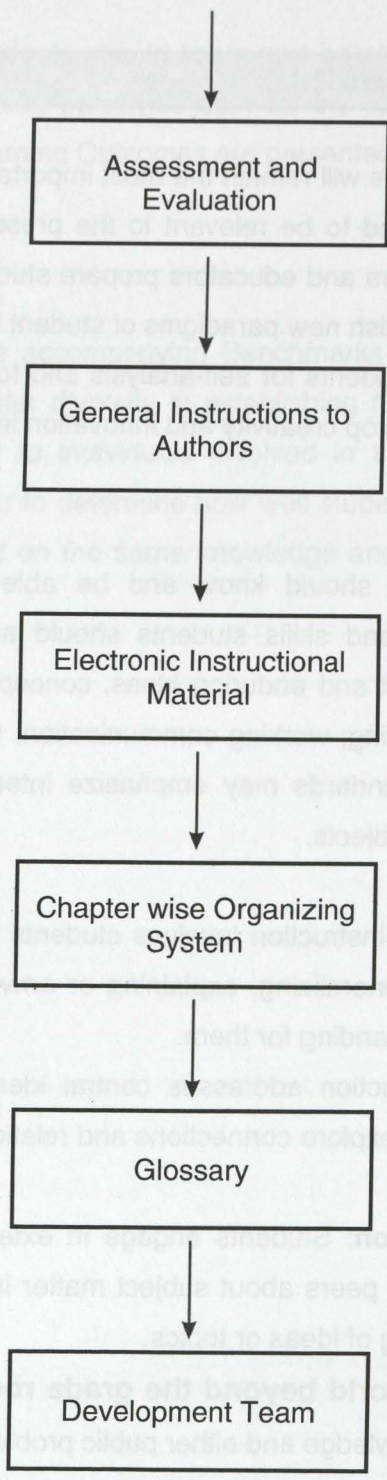 Assessment and
Evaluation
General Instructions to
Authors
Electronic Instructional
Material
Chapter wise Organizing
System
Glossary
Development Team